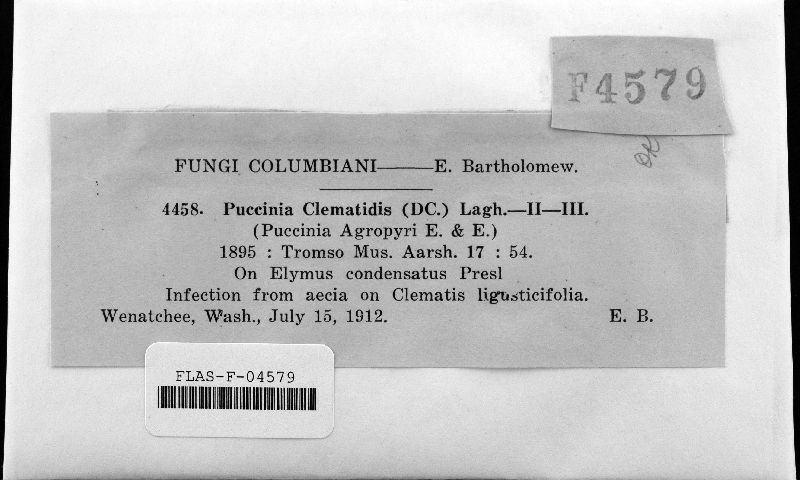 F4579
OK
FUNGI COLUMBIANI——E. Bartholomew.
4458. Puccinia Clematidis (DC.) Lagh.—II—III.
(Puccinia Agropyri E. & E.)
1895 : Tromso Mus. Aarsh. 17 : 54.
On Elymus condensatus Presl
Infection from aecia on Clematis ligusticifolia.
Wenatchee, Wash., July 15, 1912. E. B.
FLAS-F-04579